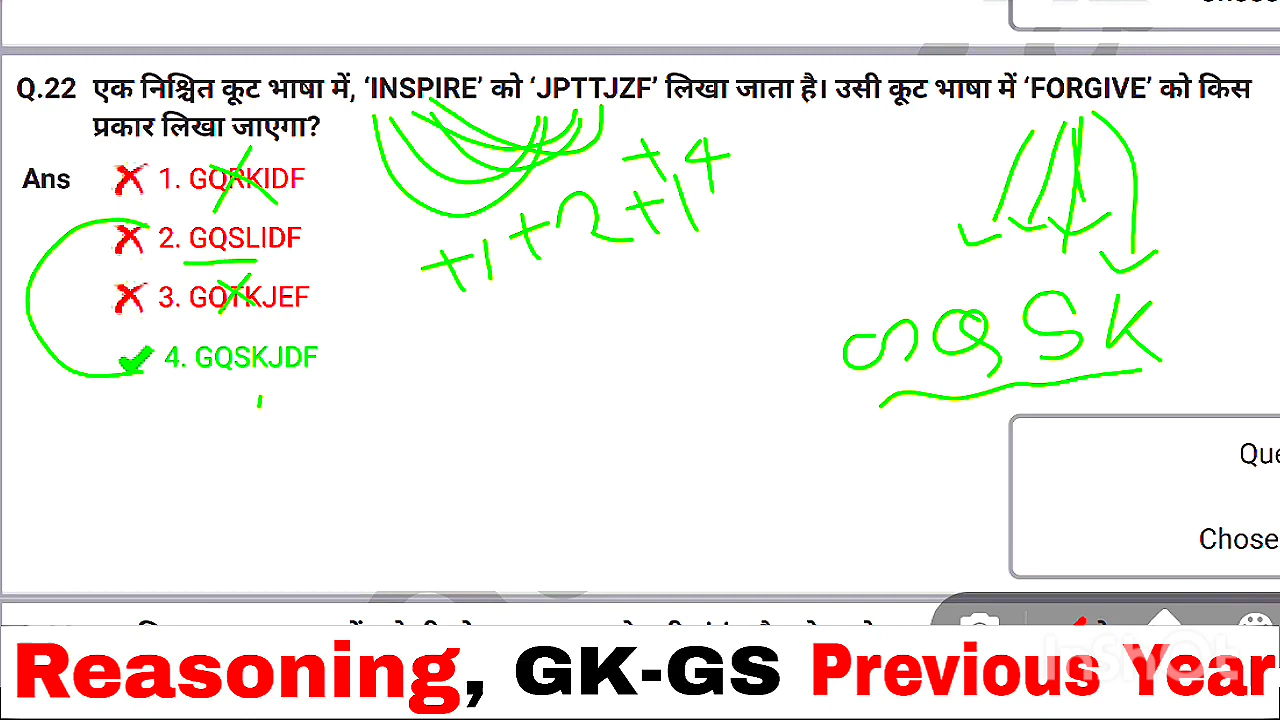 Q.22 एक निश्चित कूट भाषा में, ‘INSPIRE’ को ‘JPTTJZF’ लिखा जाता है। उसी कूट भाषा में ‘FORGIVE’ को किस
प्रकार लिखा जाएगा?
Ans 1. GQRKIDF
2. GQSLIDF
3. GQTKJEF
4. GQSKJDF
+1 +2 +1 +4
GQSK
Que
Chose
Reasoning, GK-GS Previous Year
InShOt